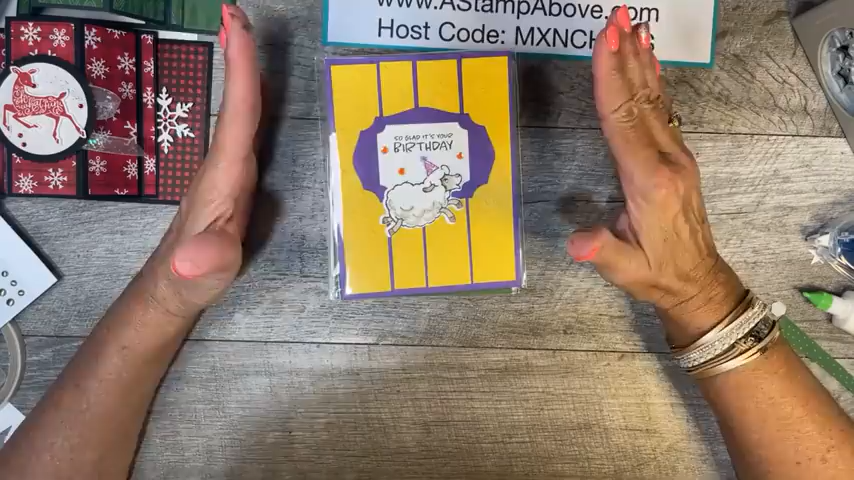 www.AStampAbove.com
Host Code: MXNCH
SO GLAD IT'S YOUR
BIRTHDAY